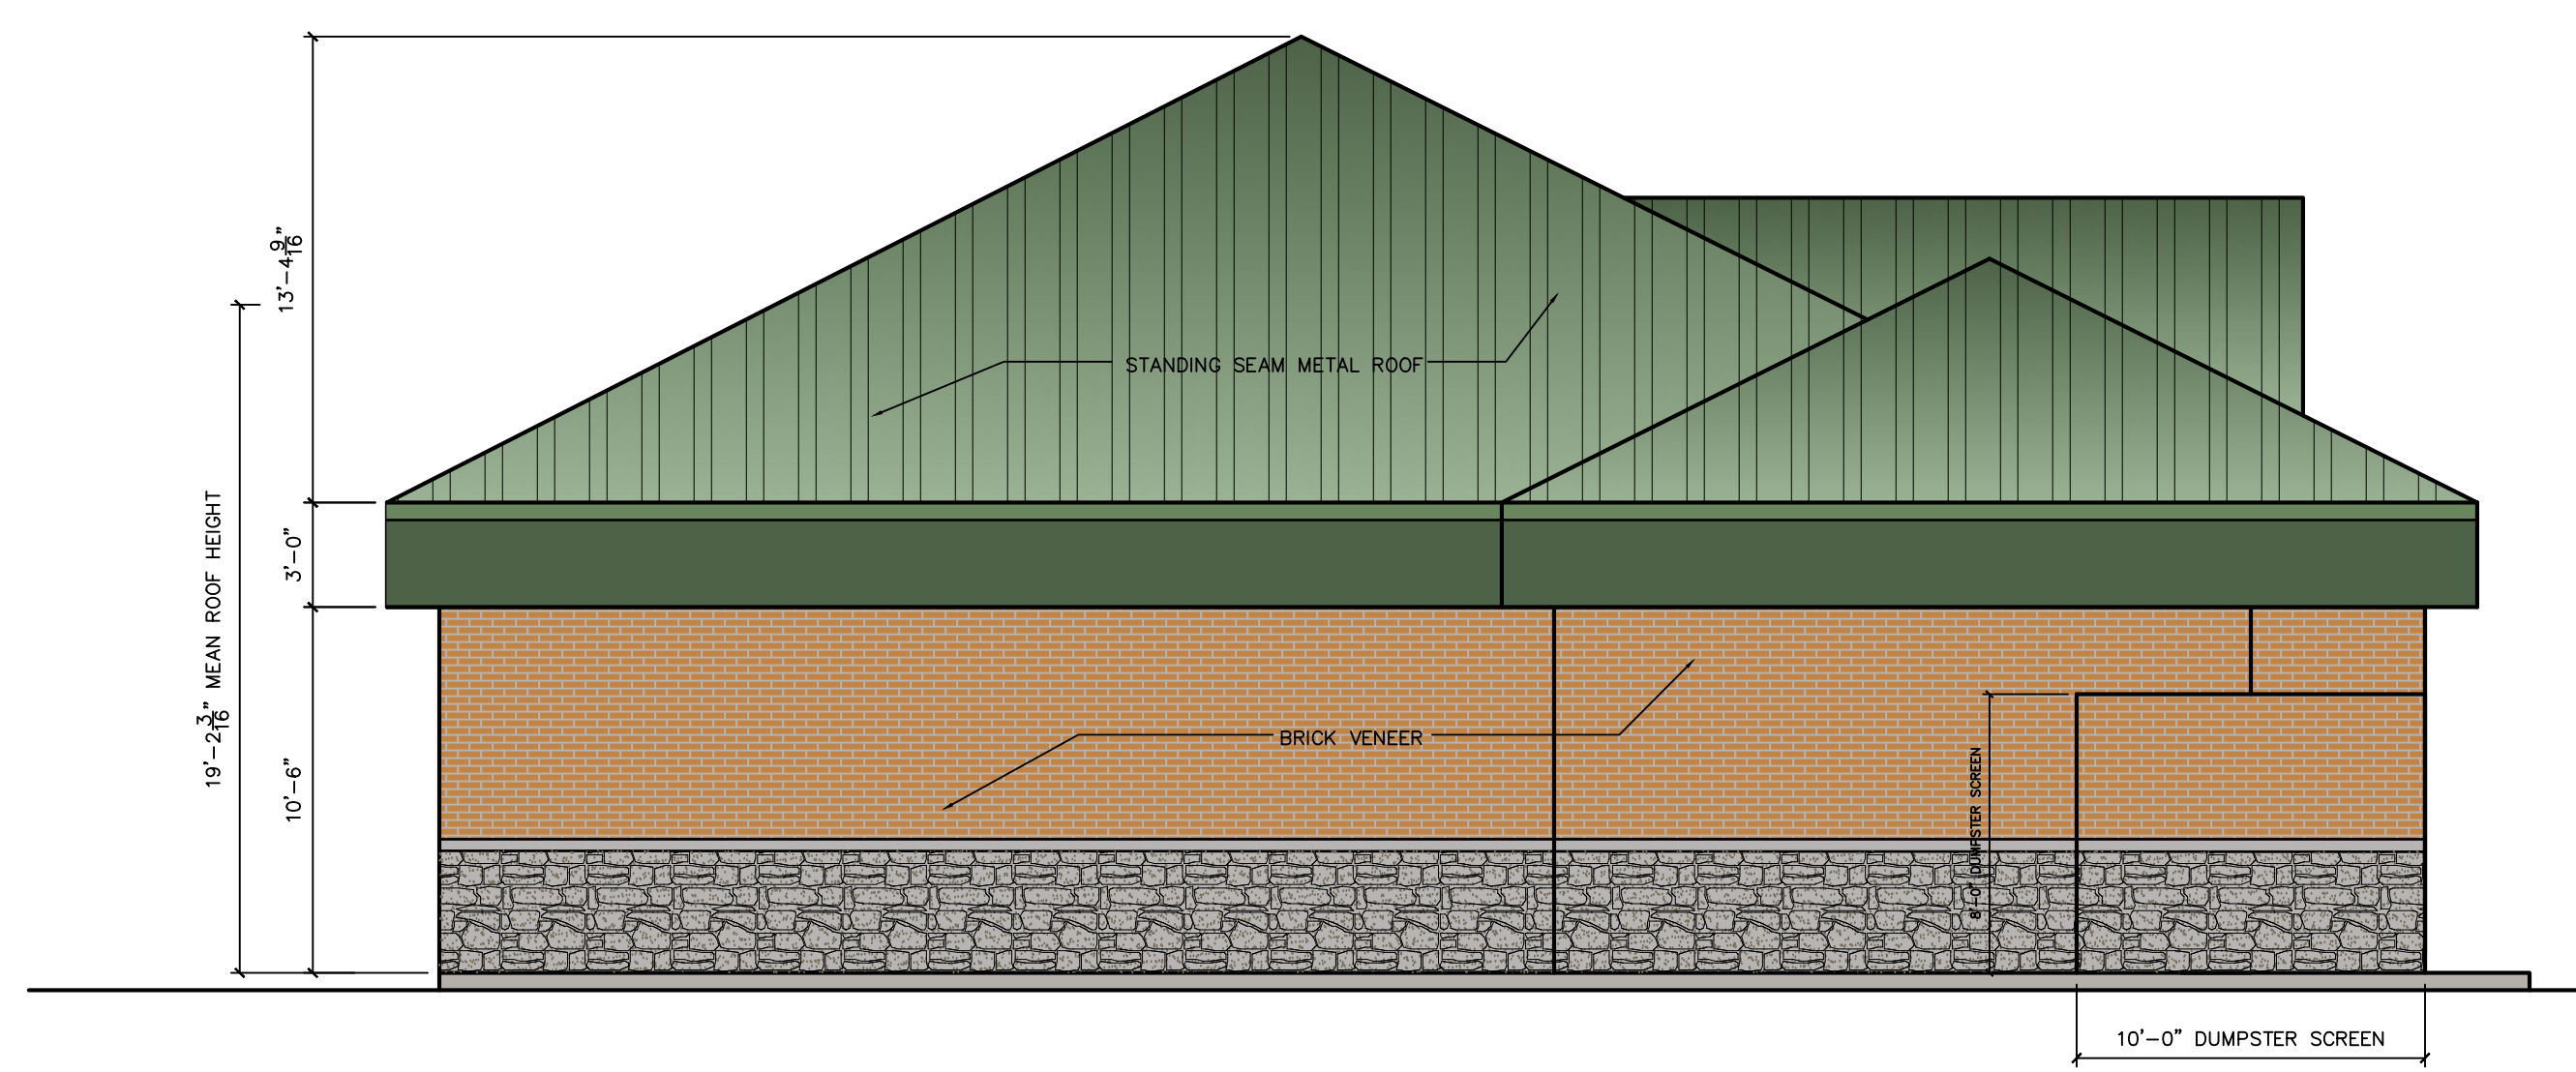 13'-4 9/16"
STANDING SEAM METAL ROOF
3'-0"
19'-2 3/16" MEAN ROOF HEIGHT
10'-6"
BRICK VENEER
8'-0" DUMPSTER SCREEN
10'-0" DUMPSTER SCREEN